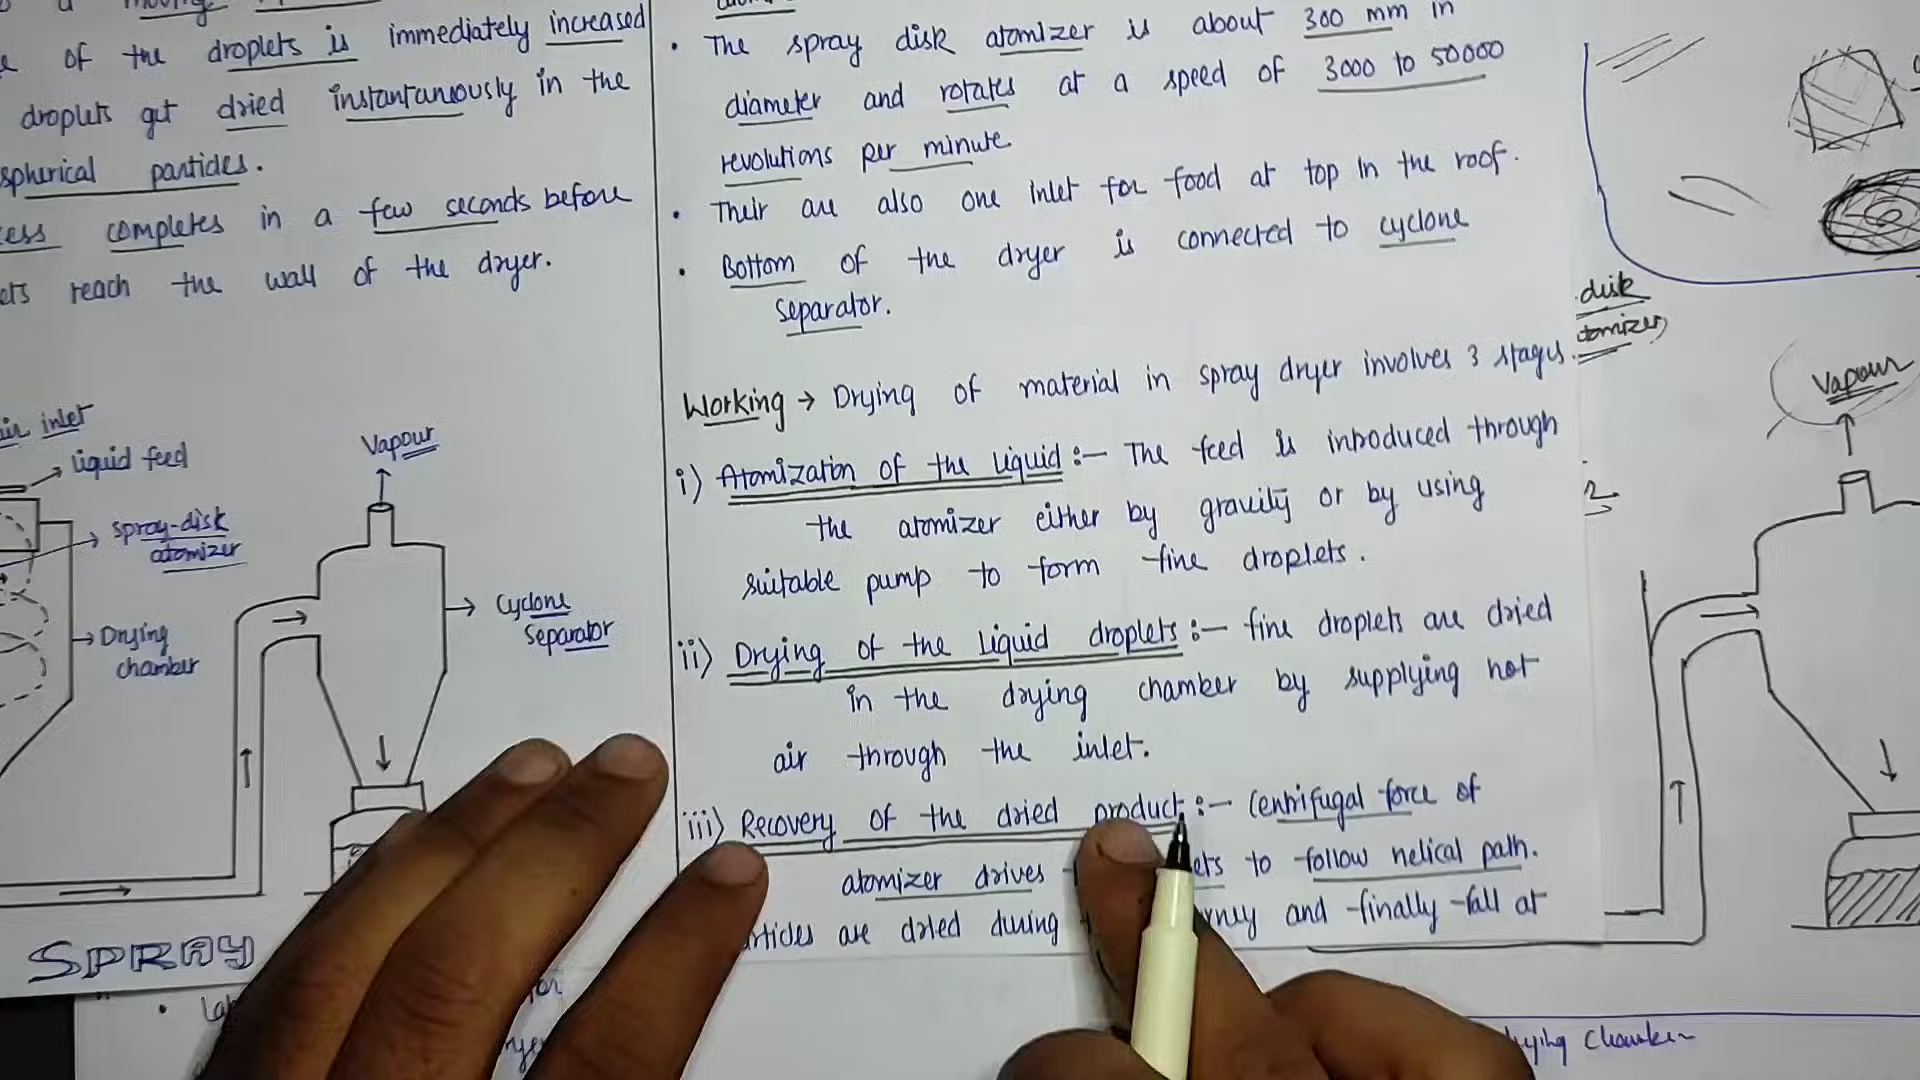 of the droplets is immediately increased
droplets get dried instantaneously in the
spherical particles.
completes in a few seconds before
reach the wall of the dryer.
inlet
liquid feed
spray-disk
atomizer
Drying
chamber
Vapour
Cyclone
Separator
SPRAY
The spray disk atomizer is about 300 mm in
diameter and rotates at a speed of 3000 to 50000
revolutions per minute
Their are also one inlet for food at top in the roof.
Bottom of the dryer is connected to cyclone
separator.
Working → Drying of material in spray dryer involves 3 stages.
i) Atomization of the liquid :- The feed is introduced through
the atomizer either by gravity or by using
suitable pump to form fine droplets.
ii) Drying of the liquid droplets :- fine droplets are dried
in the drying chamber by supplying hot
air through the inlet.
iii) Recovery of the dried product :- Centrifugal force of
atomizer drives to follow helical path.
are dried during and finally fall at
disk
atomizer
Vapour